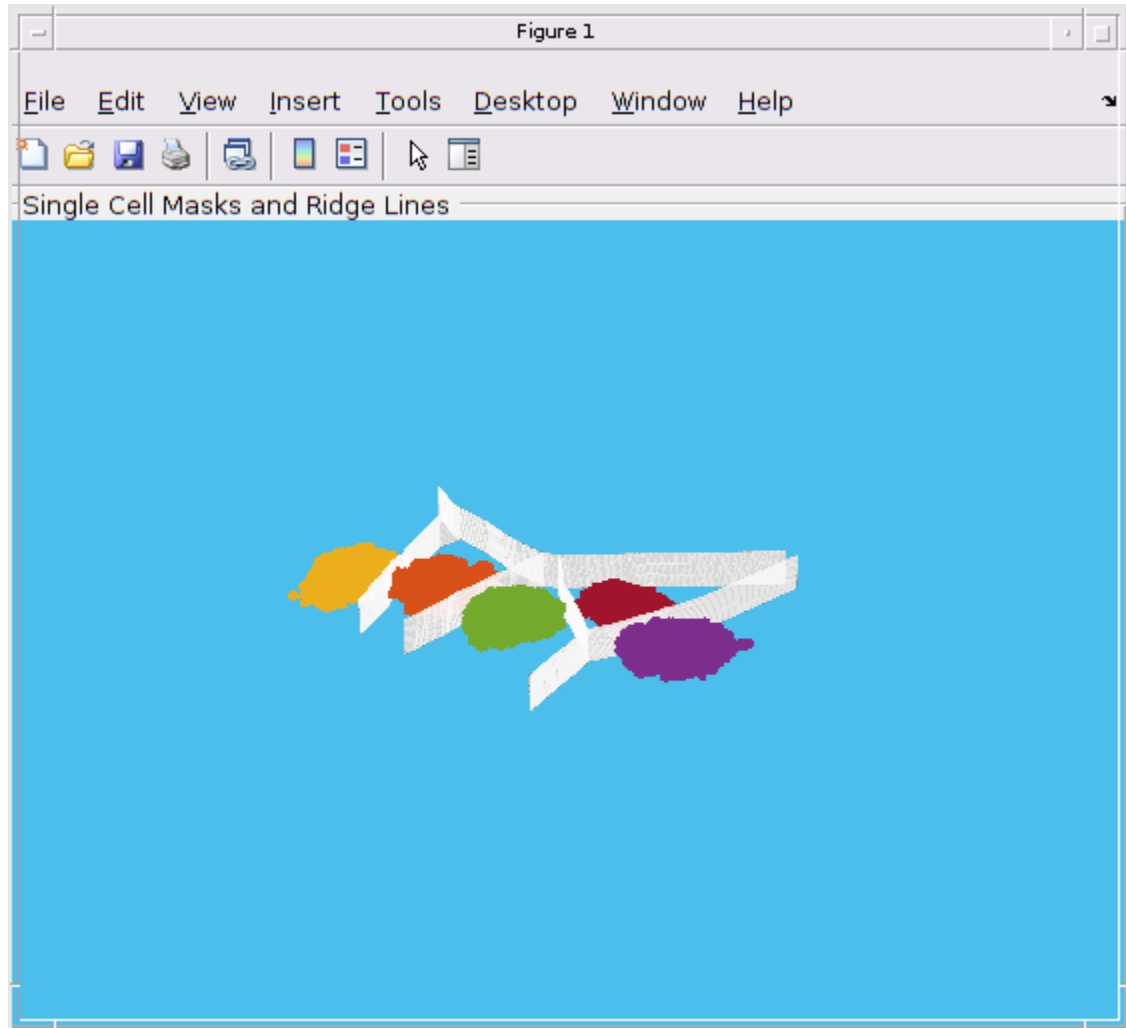 Figure 1
File Edit View Insert Tools Desktop Window Help
Single Cell Masks and Ridge Lines